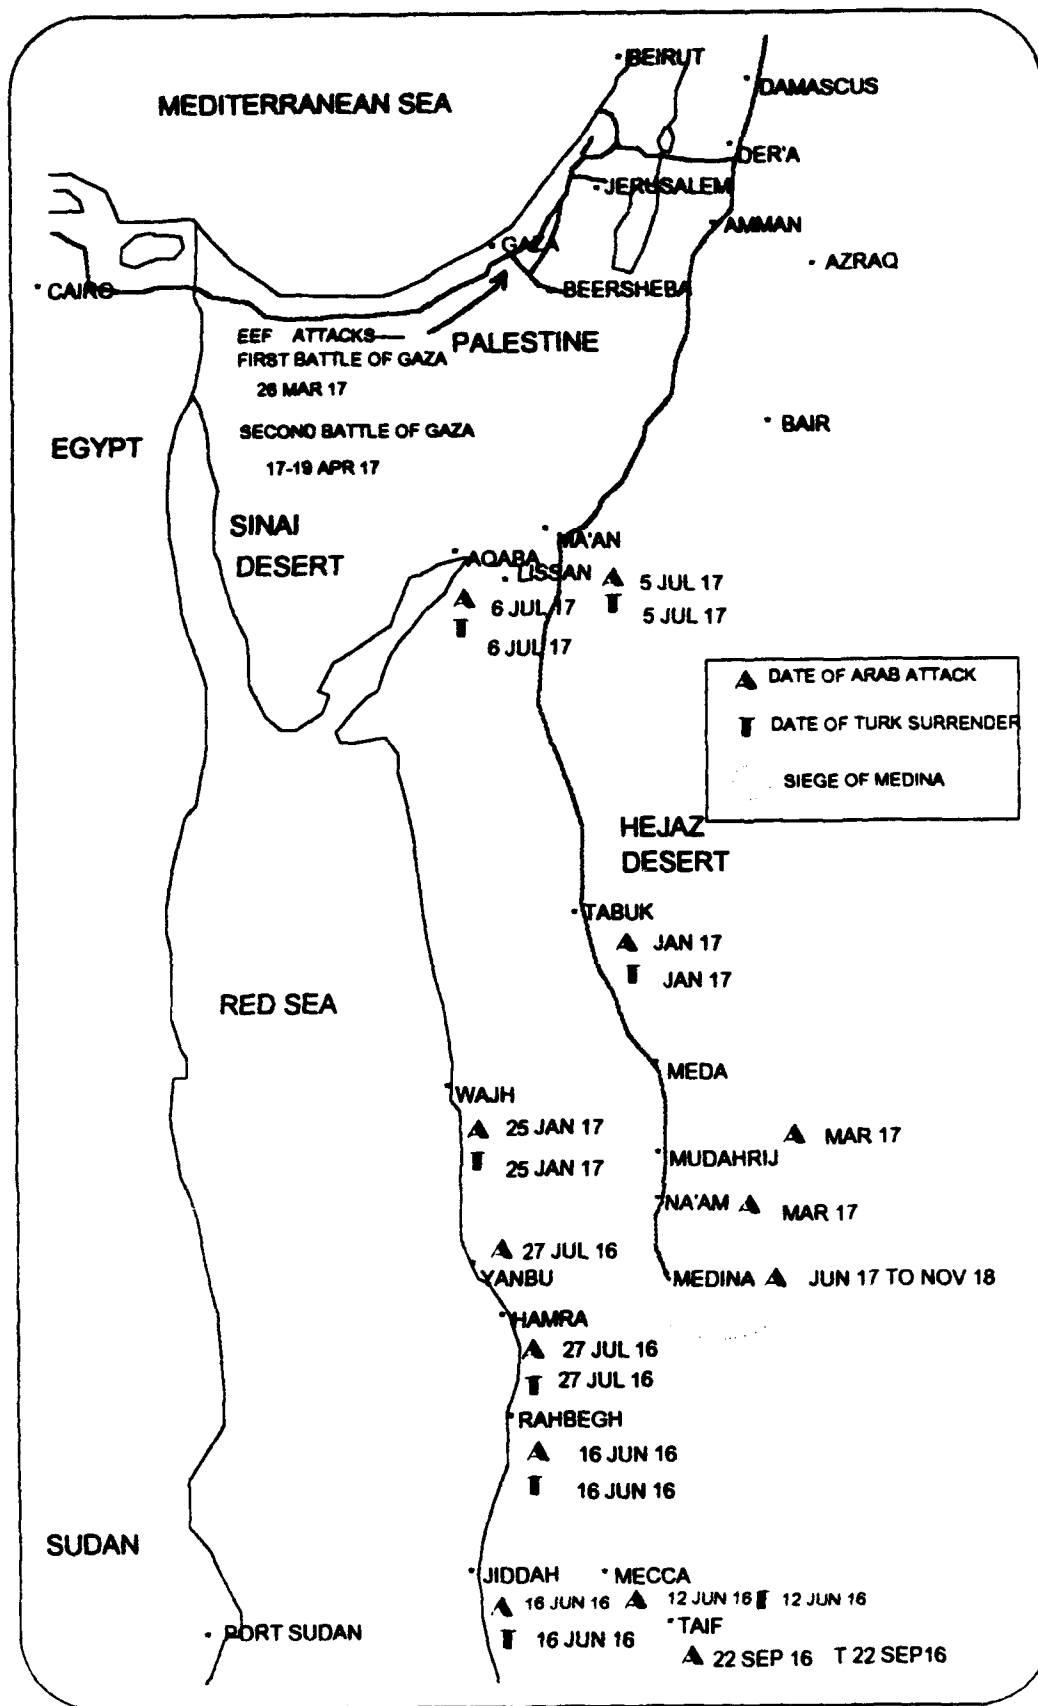 BEIRUT
DAMASCUS
MEDITERRANEAN SEA
DER'A
JERUSALEM
AMMAN
GAZA
AZRAQ
CAIRO
BEERSHEBA
EEF ATTACKS—
FIRST BATTLE OF GAZA
26 MAR 17
PALESTINE
SECOND BATTLE OF GAZA
17-19 APR 17
BAIR
EGYPT
SINAI
DESERT
MA'AN
AQABA
LISSAN
A 5 JUL 17
T 5 JUL 17
A 6 JUL 17
T 6 JUL 17
A DATE OF ARAB ATTACK
T DATE OF TURK SURRENDER
SIEGE OF MEDINA
HEJAZ
DESERT
TABUK
A JAN 17
T JAN 17
RED SEA
MEDA
WAJH
A 25 JAN 17
T 25 JAN 17
A MAR 17
MUDAHRIJ
NA'AM A MAR 17
A 27 JUL 16
YANBU
MEDINA A JUN 17 TO NOV 18
HAMRA
A 27 JUL 16
T 27 JUL 16
RAHBEGH
A 16 JUN 16
T 16 JUN 16
SUDAN
JIDDAH
MECCA
A 16 JUN 16
A 12 JUN 16 T 12 JUN 16
T 16 JUN 16
TAIF
A 22 SEP 16 T 22 SEP16
PORT SUDAN